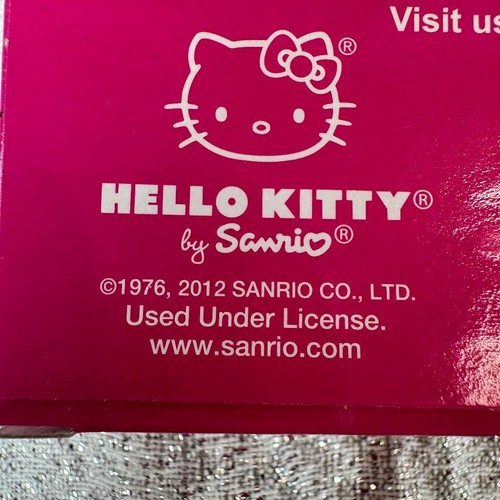 Visit us
®
HELLO KITTY®
by Sanrio®
©1976, 2012 SANRIO CO., LTD.
Used Under License.
www.sanrio.com